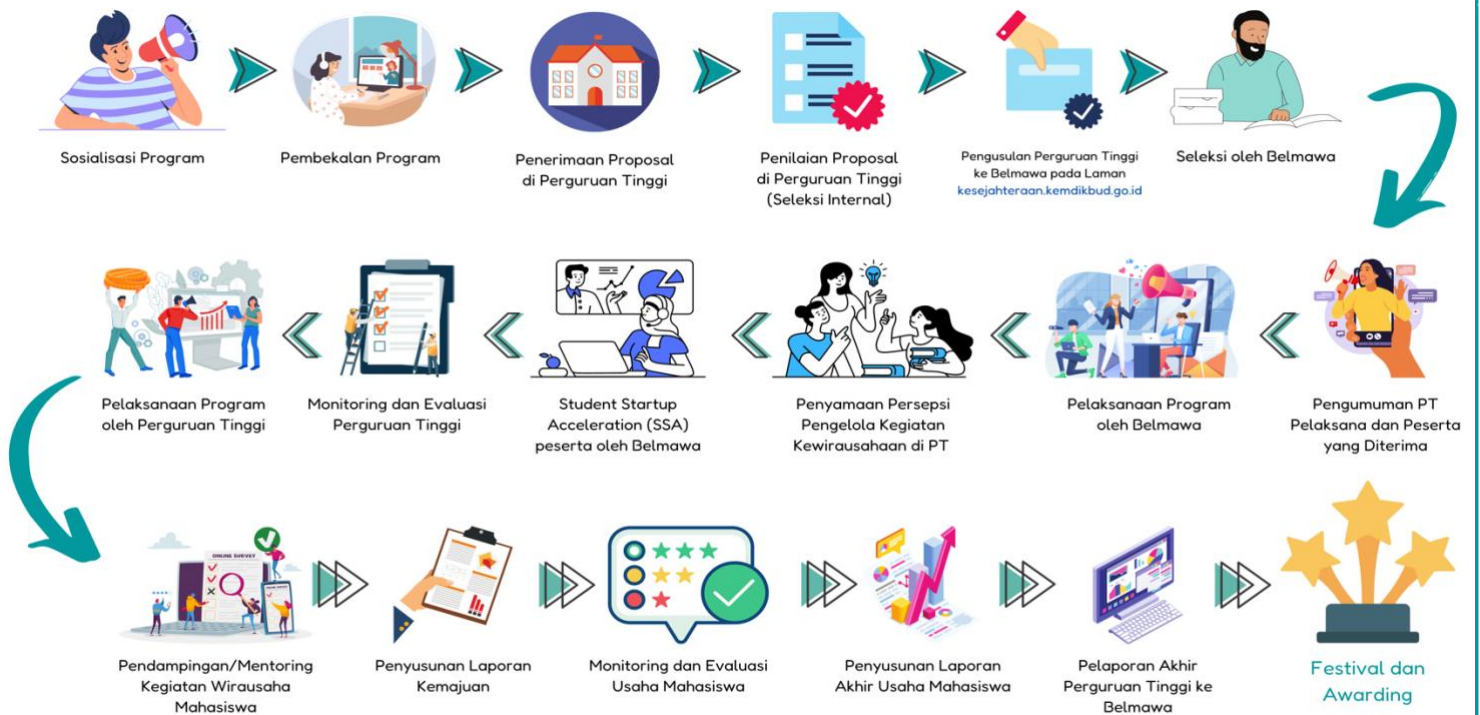 Sosialisasi Program
Pembekalan Program
Penerimaan Proposal
di Perguruan Tinggi
Penilaian Proposal
di Perguruan Tinggi
(Seleksi Internal)
Pengusulan Perguruan Tinggi
ke Belmawa pada Laman
kesejahteraan.kemdikbud.go.id
Seleksi oleh Belmawa
Pengumuman PT
Pelaksana dan Peserta
yang Diterima
Pelaksanaan Program
oleh Belmawa
Penyamaan Persepsi
Pengelola Kegiatan
Kewirausahaan di PT
Student Startup
Acceleration (SSA)
peserta oleh Belmawa
Monitoring dan Evaluasi
Perguruan Tinggi
Pelaksanaan Program
oleh Perguruan Tinggi
ONLINE SURVEY
Pendampingan/Mentoring
Kegiatan Wirausaha
Mahasiswa
Penyusunan Laporan
Kemajuan
Monitoring dan Evaluasi
Usaha Mahasiswa
Penyusunan Laporan
Akhir Usaha Mahasiswa
Pelaporan Akhir
Perguruan Tinggi ke
Belmawa
Festival dan
Awarding